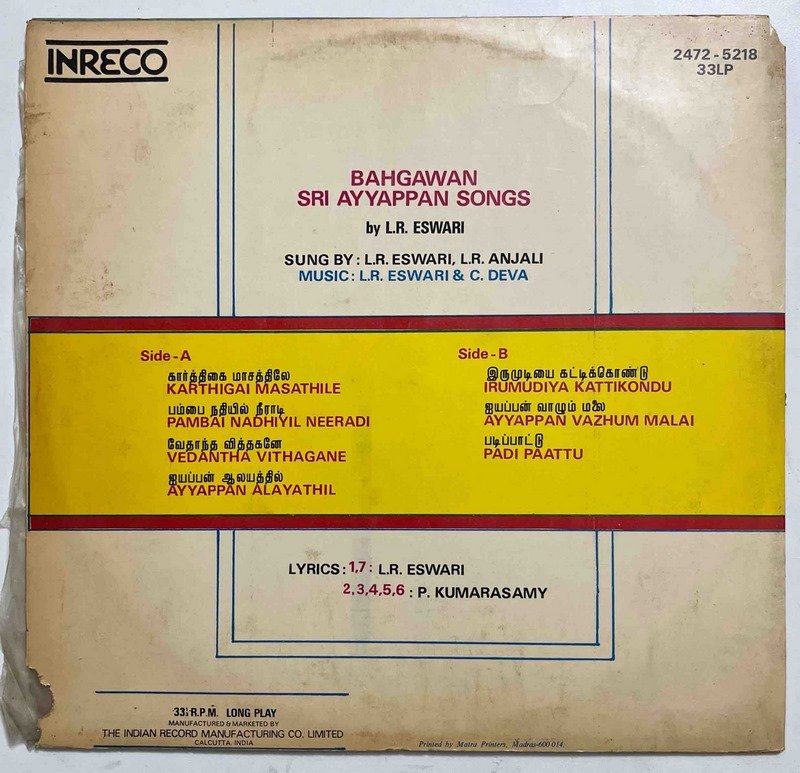 INRECO
2472-5218
33LP
BAHGAWAN
SRI AYYAPPAN SONGS
by L.R. ESWARI
SUNG BY : L.R. ESWARI, L.R. ANJALI
MUSIC : L.R. ESWARI & C. DEVA
Side-A
கார்த்திகை மாசத்திலே
KARTHIGAI MASATHILE
பம்பை நதியில் நீராடி
PAMBAI NADHIYIL NEERADI
வேதாந்த வித்தகனே
VEDANTHA VITHAGANE
ஐயப்பன் ஆலயத்தில்
AYYAPPAN ALAYATHIL
Side-B
இருமுடியை கட்டிக்கொண்டு
IRUMUDIYA KATTIKONDU
ஐயப்பன் வாழும் மலை
AYYAPPAN VAZHUM MALAI
படிப்பாட்டு
PADI PAATTU
LYRICS : 1,7 : L.R. ESWARI
2,3,4,5,6 : P. KUMARASAMY
33⅓ R.P.M. LONG PLAY
MANUFACTURED & MARKETED BY
THE INDIAN RECORD MANUFACTURING CO. LIMITED
CALCUTTA. INDIA
Printed by Matra Printers, Madras-600 014.